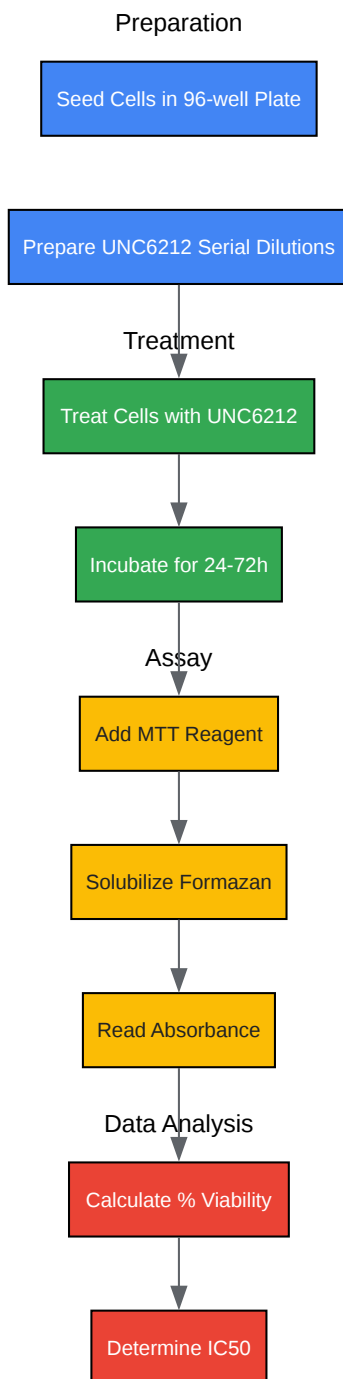 Preparation
Seed Cells in 96-well Plate
Prepare UNC6212 Serial Dilutions
Treatment
Treat Cells with UNC6212
Incubate for 24-72h
Assay
Add MTT Reagent
Solubilize Formazan
Read Absorbance
Data Analysis
Calculate % Viability
Determine IC50